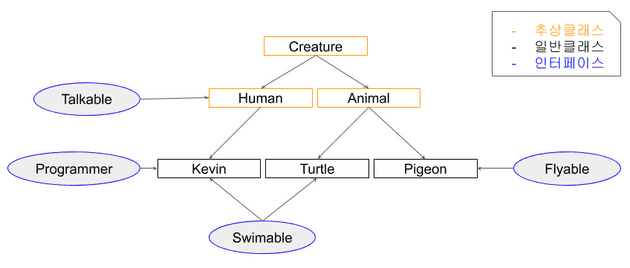 - 추상클래스
- 일반클래스
- 인터페이스
Creature
Talkable
Human
Animal
Programmer
Kevin
Turtle
Pigeon
Flyable
Swimable